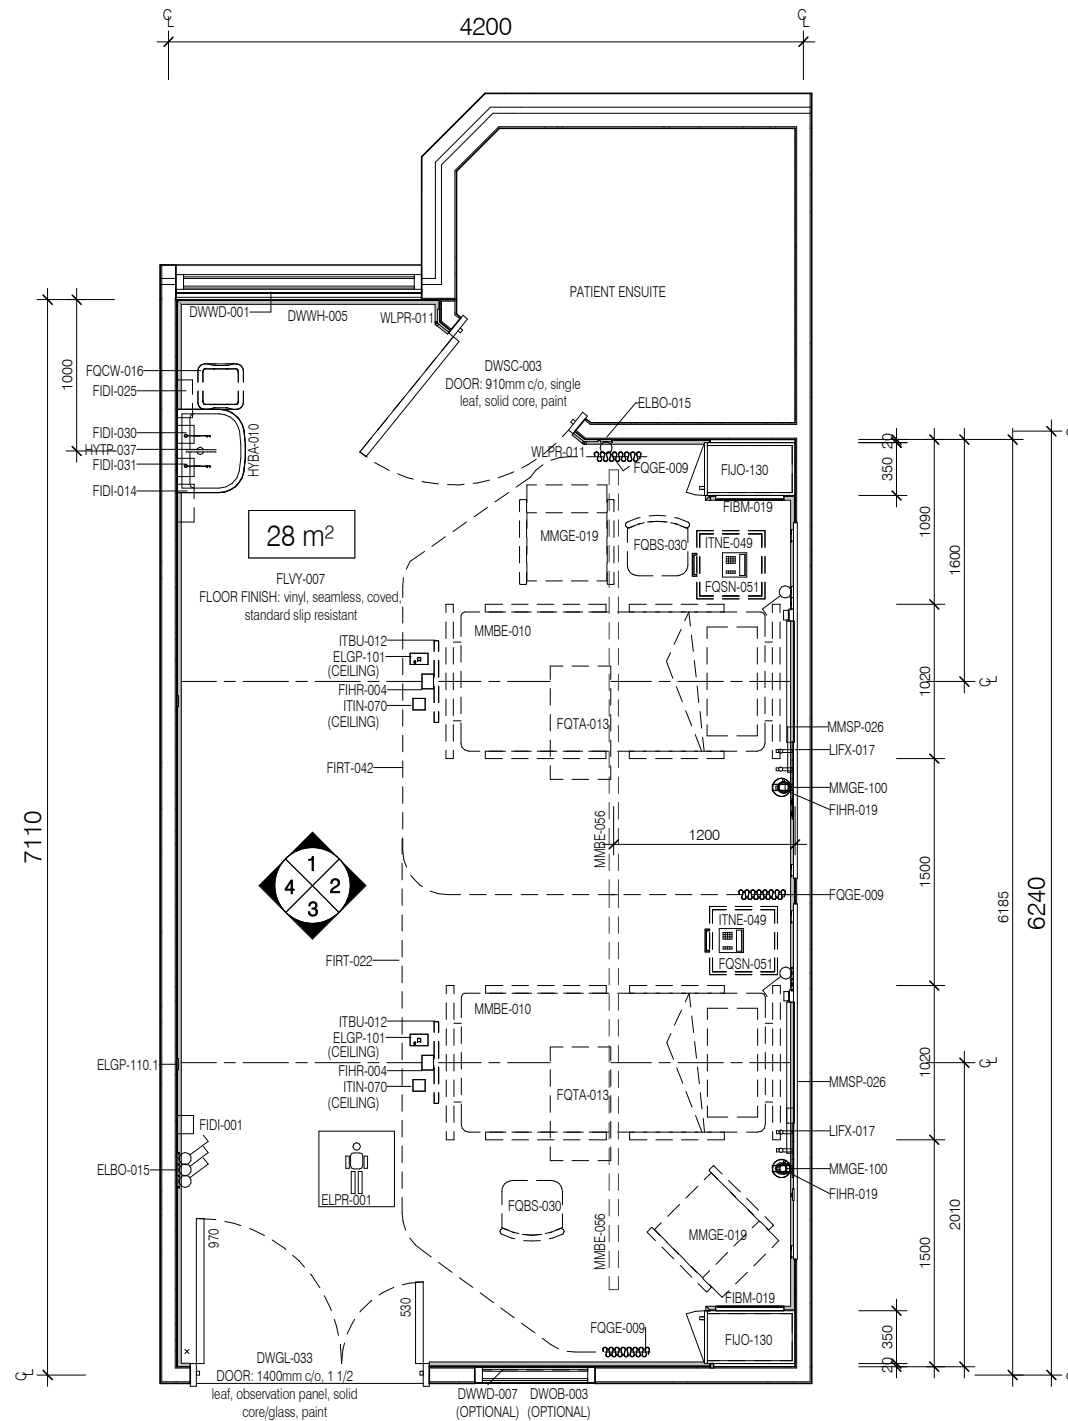 4200
PATIENT ENSUITE
DWWD-001
DWWH-005
WLPR-011
1000
FQCW-016
FIDI-025
FIDI-030
HYTP-037
FIDI-031
FIDI-014
HYBA-010
DWSC-003
DOOR: 910mm c/o, single
leaf, solid core, paint
ELBO-015
WLPR-011
FQGE-009
FIJO-130
FIBM-019
20
350
1090
1600
28 m²
MMGE-019
FQBS-030
ITNE-049
FQSN-051
FLVY-007
FLOOR FINISH: vinyl, seamless, coved,
standard slip resistant
MMBE-010
ITBU-012
ELGP-101
(CEILING)
FIHR-004
ITIN-070
(CEILING)
FQTA-013
1020
MMSP-026
LIFX-017
MMGE-100
FIHR-019
FIRT-042
MMBE-056
1200
7110
1
2
3
4
FQGE-009
1500
6185
6240
ITNE-049
FQSN-051
FIRT-022
MMBE-010
ITBU-012
ELGP-101
(CEILING)
FIHR-004
ITIN-070
(CEILING)
ELGP-110.1
FQTA-013
1020
MMSP-026
FIDI-001
LIFX-017
ELBO-015
MMGE-100
FIHR-019
ELPR-001
FQBS-030
MMBE-056
MMGE-019
2010
1500
970
530
FIBM-019
FQGE-009
FIJO-130
350
20
DWGL-033
DOOR: 1400mm c/o, 1 1/2
leaf, observation panel, solid
core/glass, paint
DWWD-007
(OPTIONAL)
DWOB-003
(OPTIONAL)